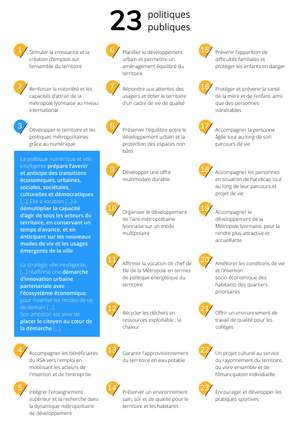 23 politiques
publiques
1
Stimuler la croissance et la
création d'emplois sur
l'ensemble du territoire
2
Renforcer la notoriété et les
capacités d'attrait de la
métropole lyonnaise au niveau
international
3
Développer le territoire et les
politiques métropolitaines
grâce au numérique
La politique numérique et ville
intelligente prépare l'avenir
et anticipe des transitions
économiques, urbaines,
sociales, sociétales,
culturelles et démocratiques
[...]. Elle a vocation [...] à
démultiplier la capacité
d'agir de tous les acteurs du
territoire, en conservant un
temps d'avance, et en
anticipant sur les nouveaux
modes de vie et les usages
émergents de la ville.
La stratégie ville intelligente,
[...] réaffirme une démarche
d'innovation urbaine
partenariale avec
l'écosystème économique
pour inventer les modes de vie
de demain [...].
Son ambition est ainsi de
placer le citoyen au cœur de
la démarche [...].
4
Accompagner les bénéficiaires
du RSA vers l'emploi en
mobilisant les acteurs de
l'insertion et de l'entreprise
5
Intégrer l'enseignement
supérieur et la recherche dans
la dynamique métropolitaine
de développement
6
Planifier le développement
urbain et permettre un
aménagement équilibré du
territoire
7
Répondre aux attentes des
usagers et doter le territoire
d'un cadre de vie de qualité
8
Préserver l'équilibre entre le
développement urbain et la
protection des espaces non
bâtis
9
Développer une offre
multimodale durable
10
Organiser le développement
de l'aire métropolitaine
lyonnaise sur un mode
multipolaire
11
Affirmer la vocation de chef de
file de la Métropole en termes
de politique énergétique du
territoire
12
Recycler les déchets en
ressources exploitables : la
chaleur
13
Garantir l'approvisionnement
du territoire en eau potable
14
Préserver un environnement
sain, sûr et de qualité pour le
territoire et les habitants
15
Prévenir l'apparition de
difficultés familiales et
protéger les enfants en danger
16
Protéger et prévenir la santé
de la mère et de l'enfant, ainsi
que des personnes
vulnérables
17
Accompagner la personne
âgée tout au long de son
parcours de vie
18
Accompagner les personnes
en situation de handicap tout
au long de leur parcours et
projet de vie
19
Accompagner le
développement de la
Métropole lyonnaise, pour la
rendre plus attractive et
accueillante
20
Améliorer les conditions de vie
et l'insertion
socio-économique des
habitants des quartiers
prioritaires
21
Offrir un environnement de
travail de qualité pour les
collèges
22
Un projet culturel au service
du rayonnement du territoire,
du vivre ensemble et de
l'émancipation individuelle.
23
Encourager et développer les
pratiques sportives